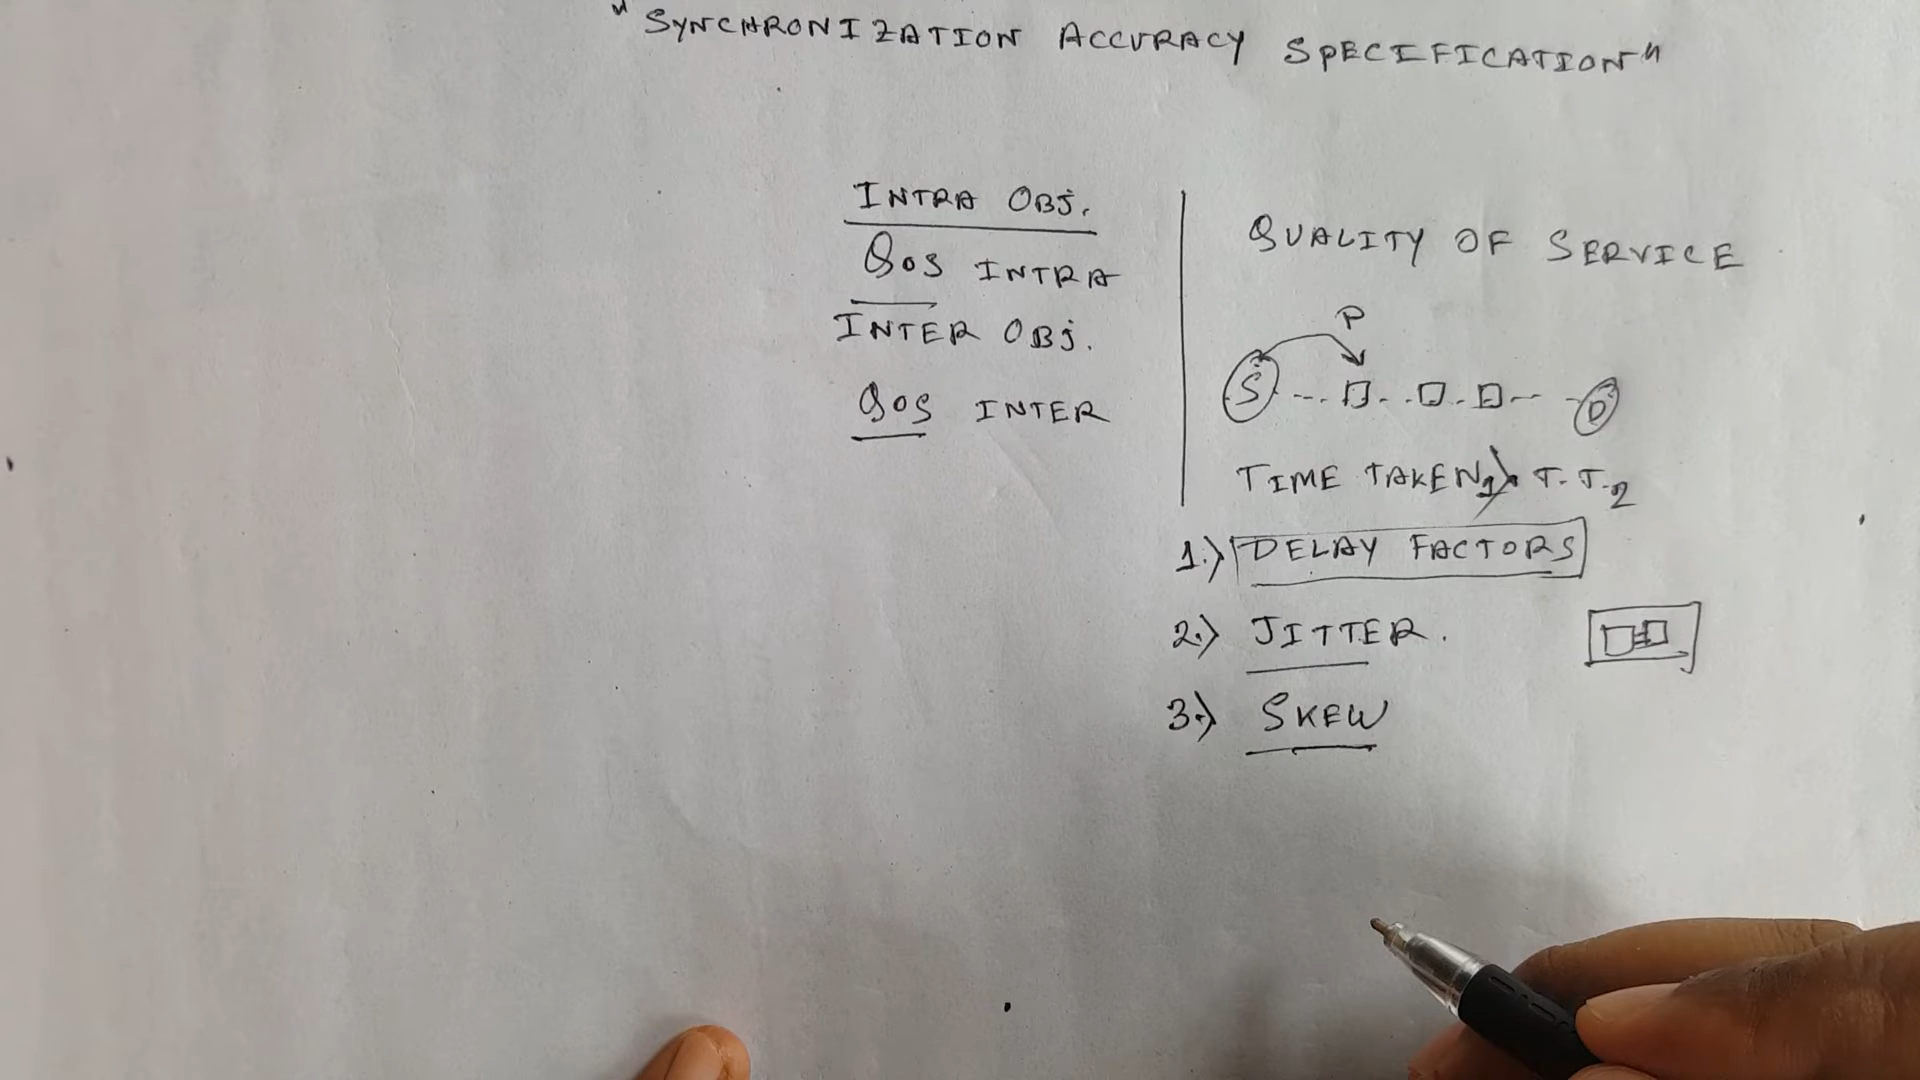 "SYNCHRONIZATION ACCURACY SPECIFICATION"
INTRA OBJ.
QOS INTRA
INTER OBJ.
QOS INTER
QUALITY OF SERVICE
P
S ... D
TIME TAKEN1 > T.T.2
1.) DELAY FACTORS
2.) JITTER.
3.) SKEW